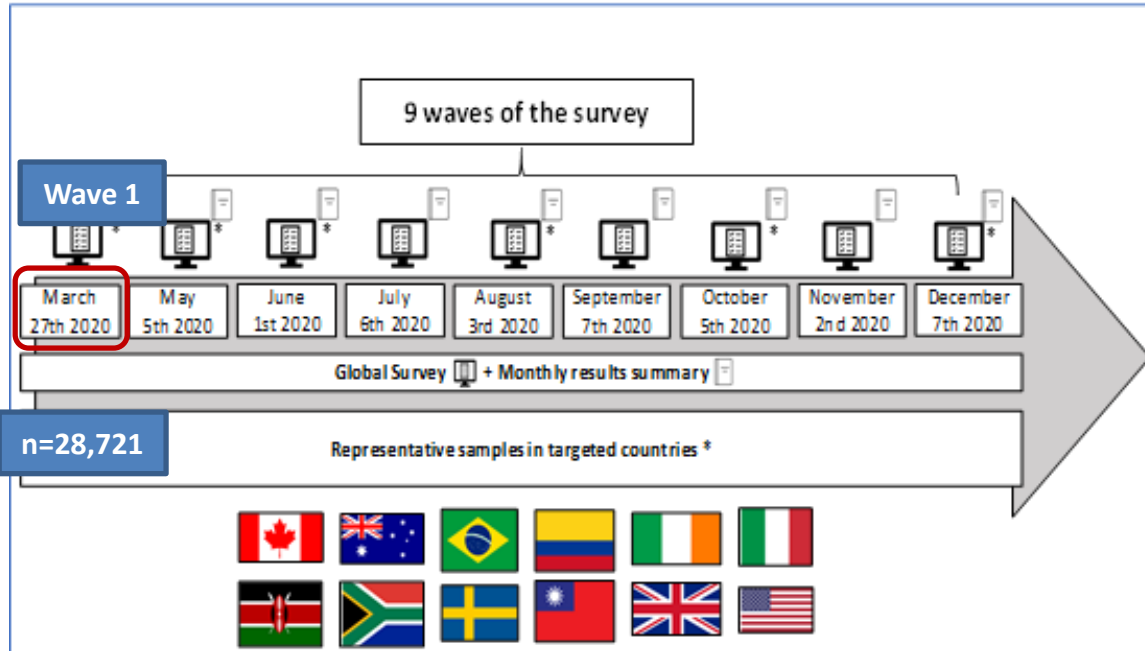 9 waves of the survey
Wave 1
* * * * * *
March May June July August September October November December
27th 2020 5th 2020 1st 2020 6th 2020 3rd 2020 7th 2020 5th 2020 2nd 2020 7th 2020
Global Survey + Monthly results summary
n=28,721
Representative samples in targeted countries *